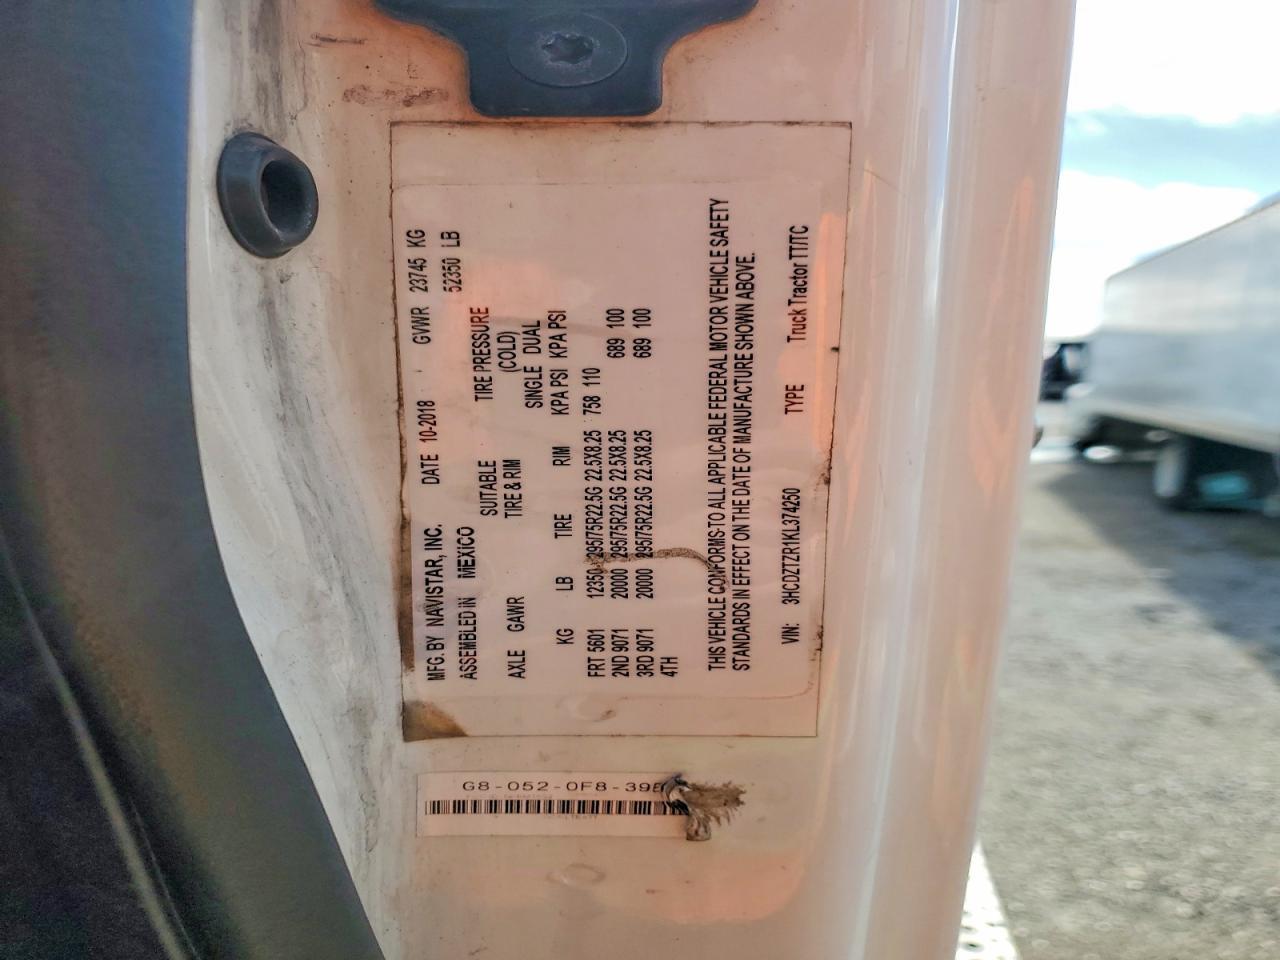 MFG. BY NAVISTAR, INC. DATE 10-2018 GVWR 23745 KG
ASSEMBLED IN MEXICO 52350 LB
SUITABLE TIRE PRESSURE
AXLE GAWR TIRE & RIM (COLD)
SINGLE DUAL
KG LB TIRE RIM KPA PSI KPA PSI
FRT 5601 12350 295/75R22.5G 22.5X8.25 758 110
2ND 9071 20000 295/75R22.5G 22.5X8.25 689 100
3RD 9071 20000 295/75R22.5G 22.5X8.25 689 100
4TH
THIS VEHICLE CONFORMS TO ALL APPLICABLE FEDERAL MOTOR VEHICLE SAFETY
STANDARDS IN EFFECT ON THE DATE OF MANUFACTURE SHOWN ABOVE.
VIN: 3HCDZTZR1KL374250 TYPE Truck Tractor TT/TC
G8-052-0F8-39